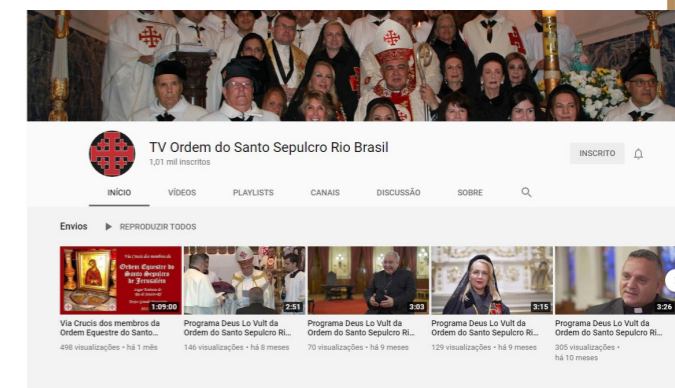 TV Ordem do Santo Sepulcro Rio Brasil
1,01 mil inscritos
INSCRITO
INÍCIO VÍDEOS PLAYLISTS CANAIS DISCUSSÃO SOBRE
Envios REPRODUZIR TODOS
Via Crucis dos membros da
Ordem Equestre do
Santo Sepulcro
de Jerusalém
1:09:00
2:51
3:03
3:15
3:26
Via Crucis dos membros da
Ordem Equestre do Santo...
498 visualizações • há 1 mês
Programa Deus Lo Vult da
Ordem do Santo Sepulcro Ri...
146 visualizações • há 8 meses
Programa Deus Lo Vult da
Ordem do Santo Sepulcro Ri...
70 visualizações • há 9 meses
Programa Deus Lo Vult da
Ordem do Santo Sepulcro Ri...
129 visualizações • há 9 meses
Programa Deus Lo Vult da
Ordem do Santo Sepulcro Ri...
305 visualizações •
há 10 meses